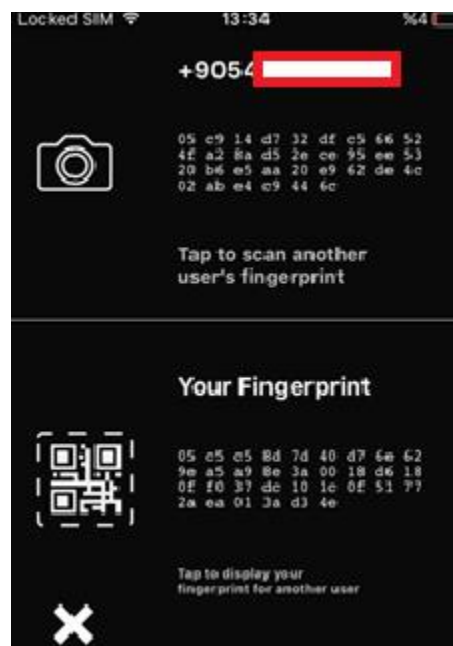 Locked SIM 13:34 %4
+9054
05 c9 14 d7 32 df c5 66 52
4f a2 8a d5 2e ce 95 ee 53
20 b6 e5 aa 20 e9 62 de 4c
02 ab e4 c9 44 6c
Tap to scan another
user's fingerprint
Your Fingerprint
05 e5 e5 8d 7d 40 d7 6e 62
9e a5 a9 8e 3a 00 18 d6 18
0f f0 37 de 10 1e 0f 51 77
2a ea 01 3a d3 4e
Tap to display your
fingerprint for another user